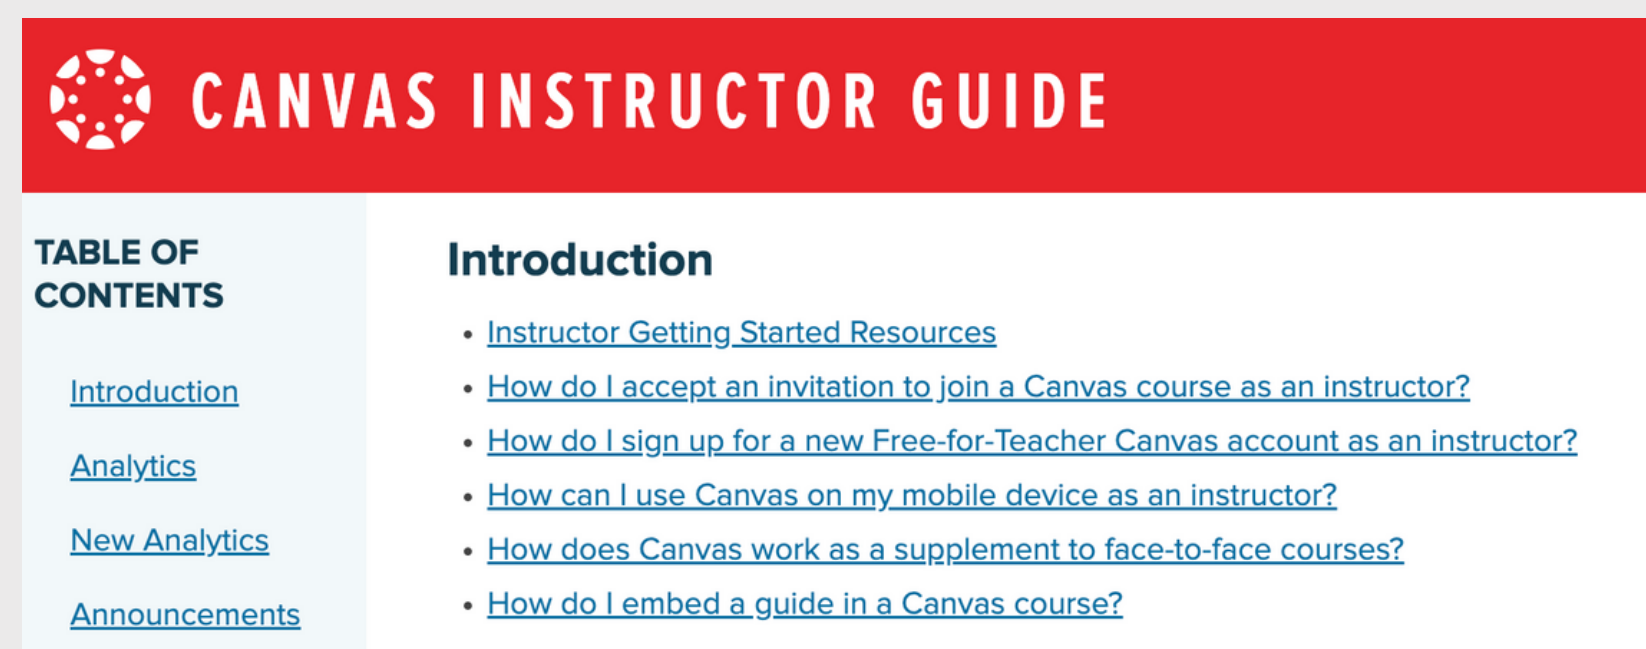 CANVAS INSTRUCTOR GUIDE
TABLE OF
CONTENTS
Introduction
Analytics
New Analytics
Announcements
Introduction
• Instructor Getting Started Resources
• How do I accept an invitation to join a Canvas course as an instructor?
• How do I sign up for a new Free-for-Teacher Canvas account as an instructor?
• How can I use Canvas on my mobile device as an instructor?
• How does Canvas work as a supplement to face-to-face courses?
• How do I embed a guide in a Canvas course?